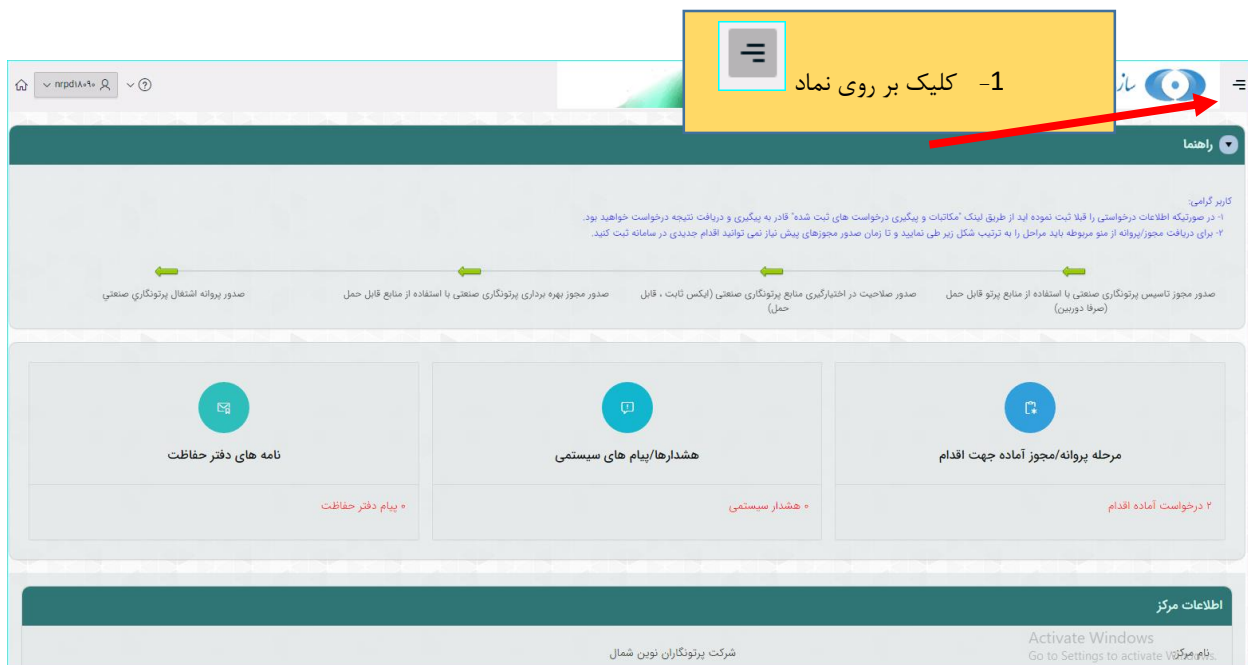 1- کلیک بر روی نماد
ساز
nrpd۱۸۰۹۰
راهنما
کاربر گرامی:
۱- در صورتیکه اطلاعات درخواستی را قبلا ثبت نموده اید از طریق لینک "مکاتبات و پیگیری درخواست های ثبت شده" قادر به پیگیری و دریافت نتیجه درخواست خواهید بود.
۲- برای دریافت مجوز/پروانه از منو مربوطه باید مراحل را به ترتیب شکل زیر طی نمایید و تا زمان صدور مجوزهای پیش نیاز نمی توانید اقدام جدیدی در سامانه ثبت کنید.
صدور مجوز تاسیس پرتونگاری صنعتی با استفاده از منابع پرتو قابل حمل
(صرفا دوربین)
صدور صلاحیت در اختیارگیری منابع پرتونگاری صنعتی (ایکس ثابت ، قابل
حمل)
صدور مجوز بهره برداری پرتونگاری صنعتی با استفاده از منابع قابل حمل
صدور پروانه اشتغال پرتونگاري صنعتي
مرحله پروانه/مجوز آماده جهت اقدام
هشدارها/پیام های سیستمی
نامه های دفتر حفاظت
۲ درخواست آماده اقدام
۰ هشدار سیستمی
۰ پیام دفتر حفاظت
اطلاعات مرکز
نام مرکز:
شرکت پرتونگاران نوین شمال
Activate Windows
Go to Settings to activate Windows.